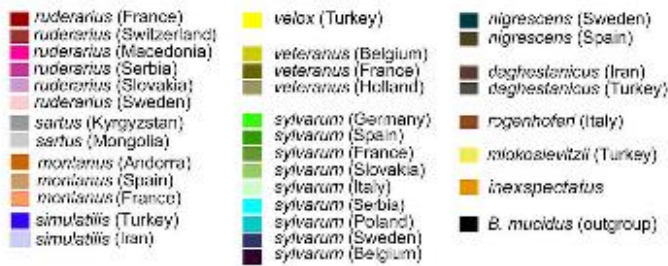 ruderarius (France)
ruderarius (Switzerland)
ruderarius (Macedonia)
ruderarius (Serbia)
ruderarius (Slovakia)
ruderarius (Sweden)
sartus (Kyrgyzstan)
sartus (Mongolia)
montanus (Andorra)
montanus (Spain)
montanus (France)
simulatilis (Turkey)
simulatilis (Iran)
velox (Turkey)
veteranus (Belgium)
veteranus (France)
veteranus (Holland)
sylvarum (Germany)
sylvarum (Spain)
sylvarum (France)
sylvarum (Slovakia)
sylvarum (Italy)
sylvarum (Serbia)
sylvarum (Poland)
sylvarum (Sweden)
sylvarum (Belgium)
nigrescens (Sweden)
nigrescens (Spain)
daghestanicus (Iran)
daghestanicus (Turkey)
rogenhoferi (Italy)
mlokosievitzii (Turkey)
inexspectatus
B. mucidus (outgroup)